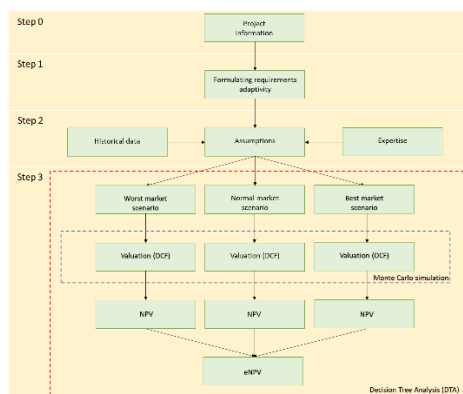 Step 0
Project
Information
Step 1
Formulating requirements
adaptivity
Step 2
Historical data
Assumptions
Expertise
Step 3
Worst market
scenario
Normal market
scenario
Best market
scenario
Valuation (DCF)
Valuation (DCF)
Valuation (DCF)
Monte Carlo simulation
NPV
NPV
NPV
eNPV
Decision Tree Analysis (DTA)